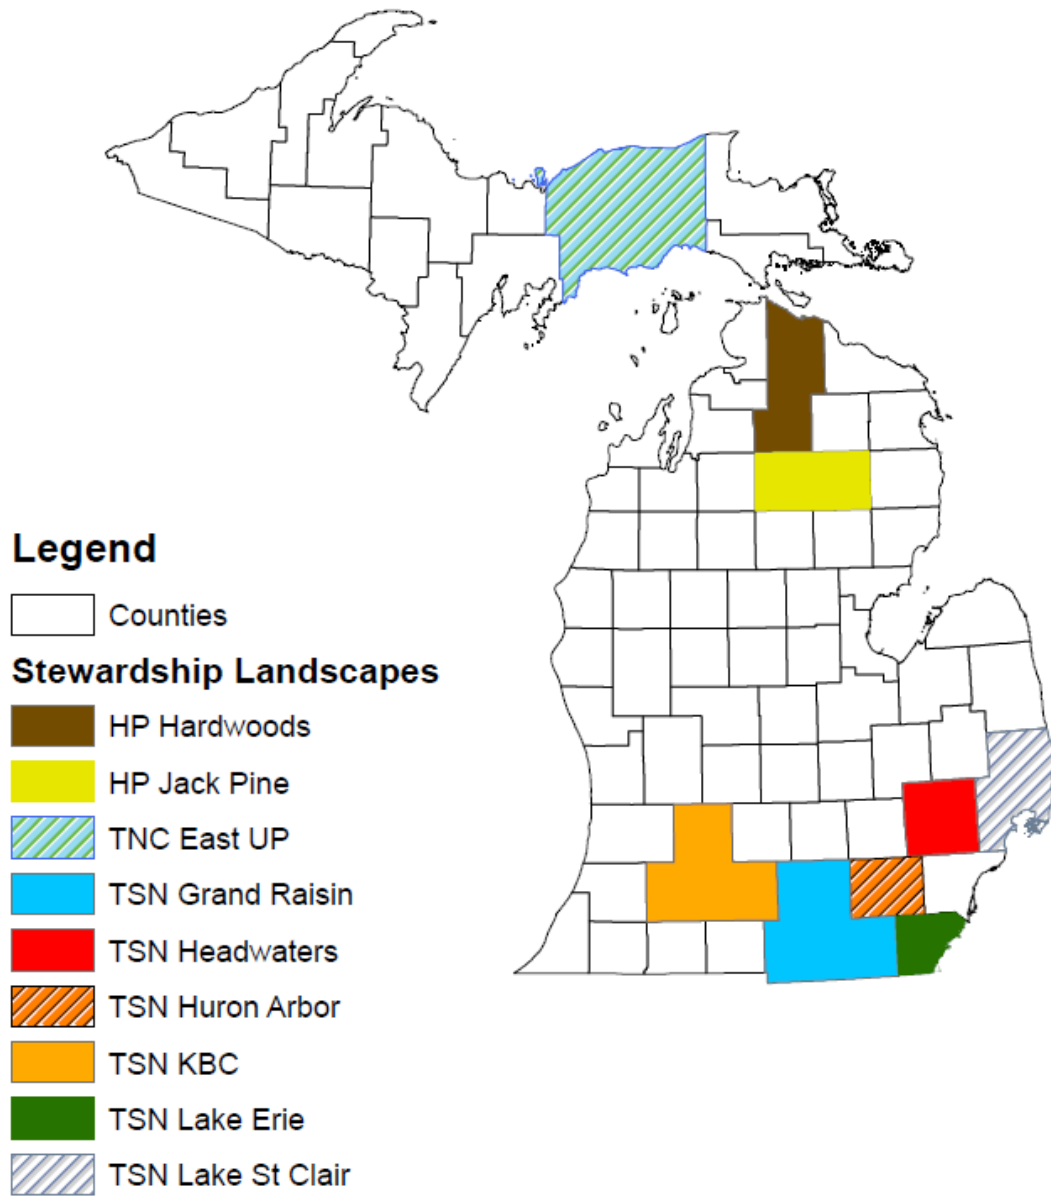 Legend
Counties
Stewardship Landscapes
HP Hardwoods
HP Jack Pine
TNC East UP
TSN Grand Raisin
TSN Headwaters
TSN Huron Arbor
TSN KBC
TSN Lake Erie
TSN Lake St Clair